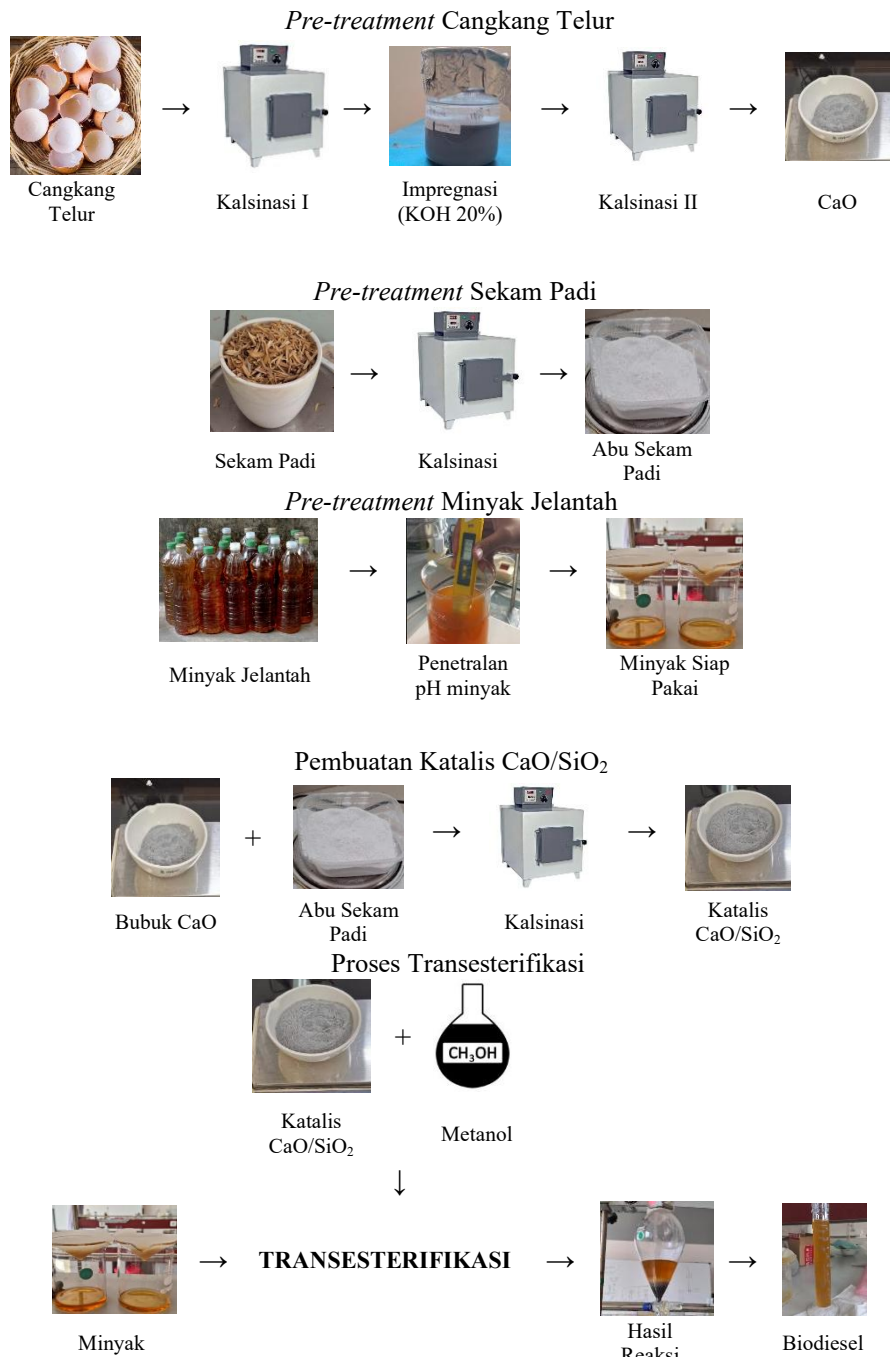 Pre-treatment Cangkang Telur
→ → → →
Cangkang
Telur
Kalsinasi I
Impregnasi
(KOH 20%)
Kalsinasi II
CaO
Pre-treatment Sekam Padi
→ →
Sekam Padi
Kalsinasi
Abu Sekam
Padi
Pre-treatment Minyak Jelantah
→ →
Minyak Jelantah
Penetralan
pH minyak
Minyak Siap
Pakai
Pembuatan Katalis CaO/SiO₂
+ → →
Bubuk CaO
Abu Sekam
Padi
Kalsinasi
Katalis
CaO/SiO₂
Proses Transesterifikasi
+
CH₃OH
Katalis
CaO/SiO₂
Metanol
↓
→ TRANSESTERIFIKASI → →
Minyak
Hasil
Reaksi
Biodiesel